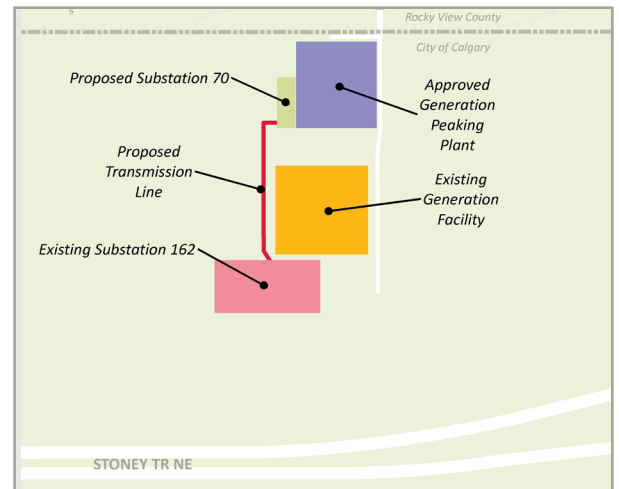 s
Rocky View County
City of Calgary
Proposed Substation 70
Approved
Generation
Peaking
Plant
Proposed
Transmission
Line
Existing
Generation
Facility
Existing Substation 162
STONEY TR NE